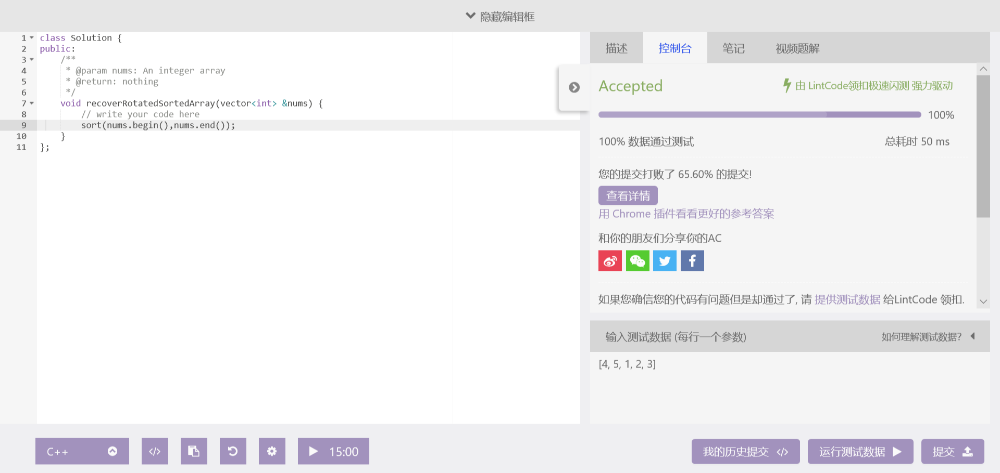 隐藏编辑框
1 class Solution {
2 public:
3     /**
4      * @param nums: An integer array
5      * @return: nothing
6      */
7     void recoverRotatedSortedArray(vector<int> &nums) {
8         // write your code here
9         sort(nums.begin(),nums.end());
10     }
11 };
描述 控制台 笔记 视频题解
Accepted 由 LintCode领扣极速闪测 强力驱动
100%
100% 数据通过测试 总耗时 50 ms
您的提交打败了 65.60% 的提交!
查看详情
用 Chrome 插件看看更好的参考答案
和你的朋友们分享你的AC
如果您确信您的代码有问题但是却通过了, 请 提供测试数据 给LintCode 领扣.
输入测试数据 (每行一个参数) 如何理解测试数据?
[4, 5, 1, 2, 3]
C++ </> 15:00 我的历史提交 </> 运行测试数据 提交